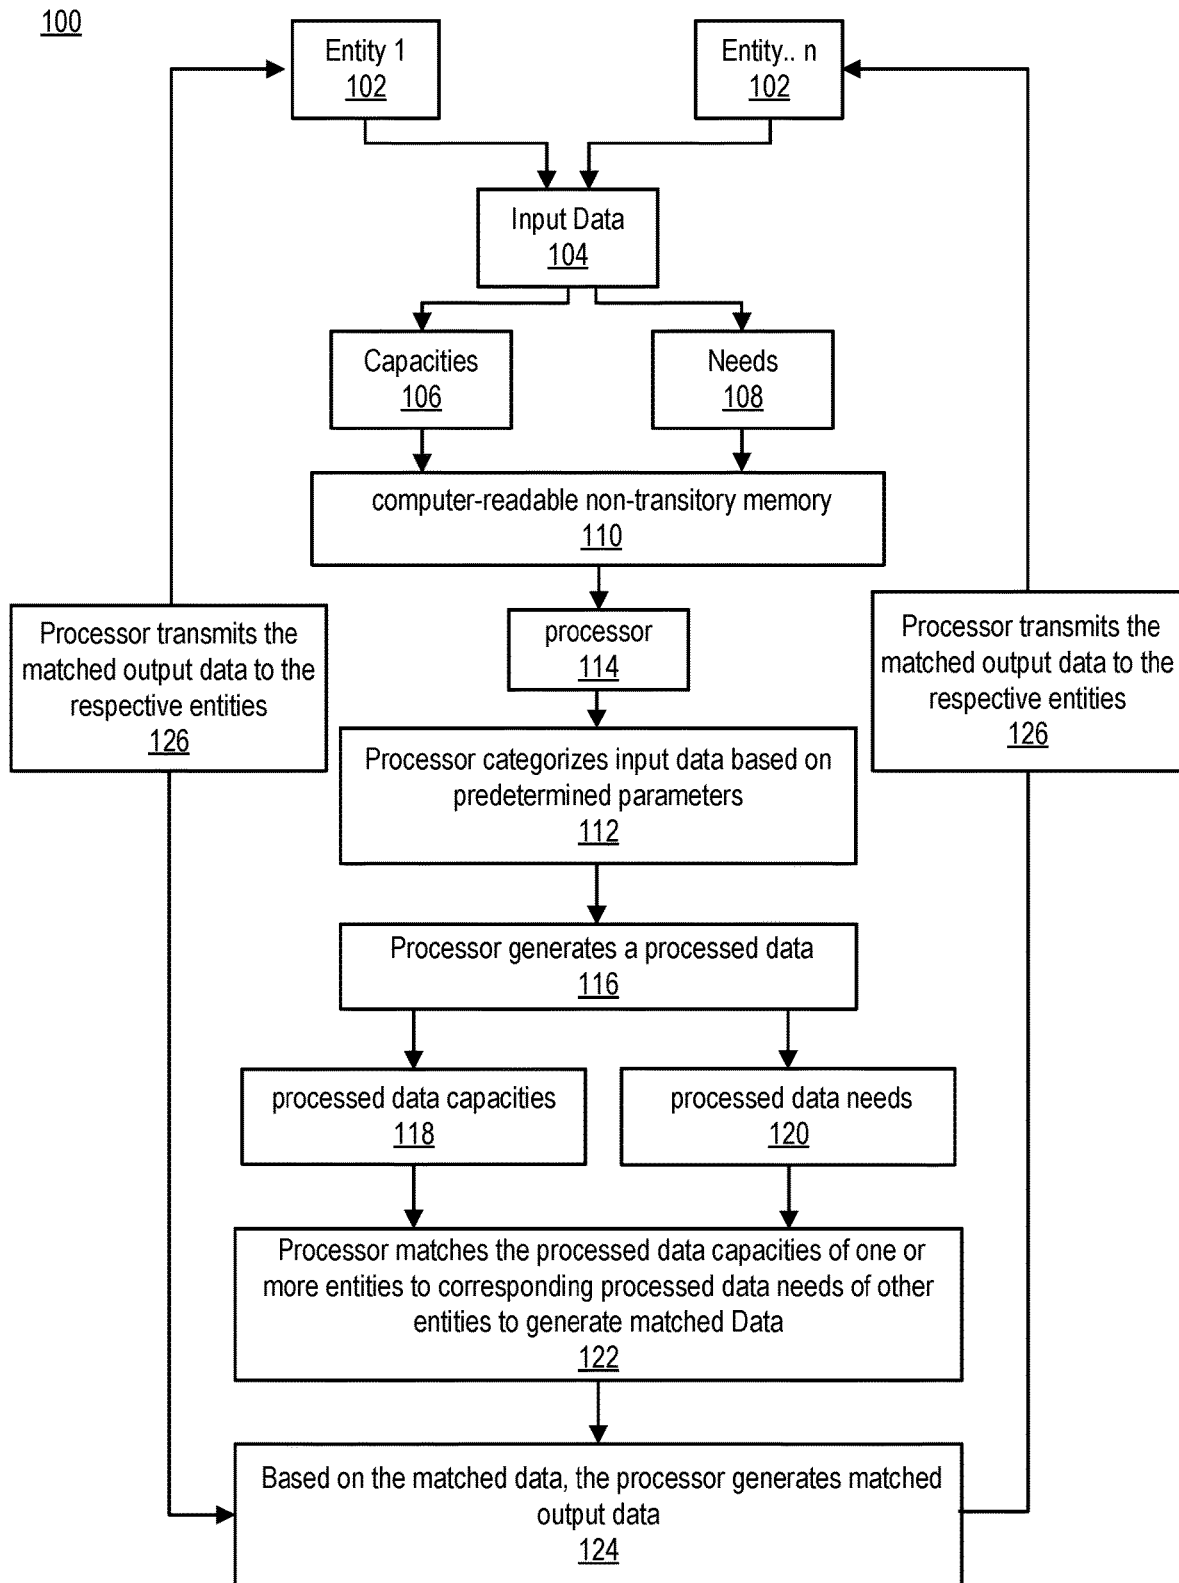 100
Entity 1
102
Entity.. n
102
Input Data
104
Capacities
106
Needs
108
computer-readable non-transitory memory
110
processor
114
Processor transmits the
matched output data to the
respective entities
126
Processor transmits the
matched output data to the
respective entities
126
Processor categorizes input data based on
predetermined parameters
112
Processor generates a processed data
116
processed data capacities
118
processed data needs
120
Processor matches the processed data capacities of one or
more entities to corresponding processed data needs of other
entities to generate matched Data
122
Based on the matched data, the processor generates matched
output data
124